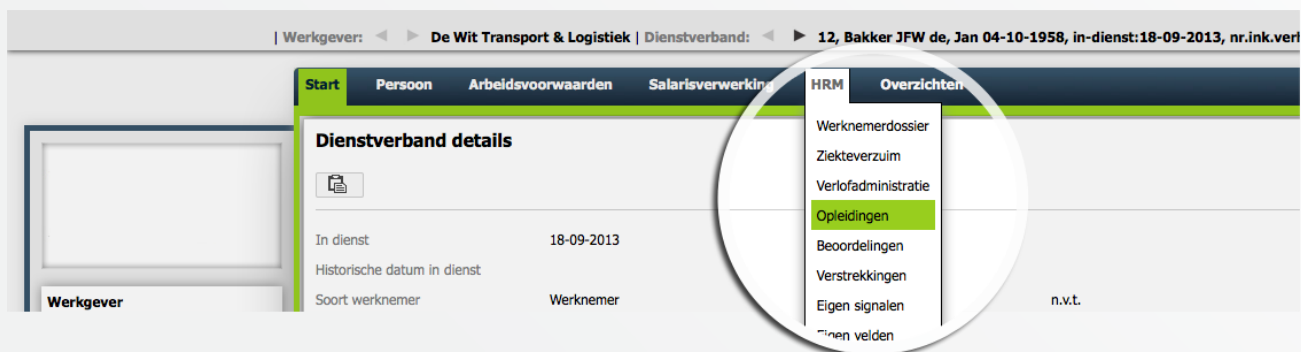 | Werkgever: De Wit Transport & Logistiek | Dienstverband: 12, Bakker JFW de, Jan 04-10-1958, in-dienst:18-09-2013, nr.ink.verh
Start Persoon Arbeidsvoorwaarden Salarisverwerking HRM Overzichten
Dienstverband details
Werknemerdossier
Ziekteverzuim
Verlofadministratie
Opleidingen
Beoordelingen
Verstrekkingen
Eigen signalen
Eigen velden
In dienst 18-09-2013
Historische datum in dienst
Soort werknemer Werknemer n.v.t.
Werkgever